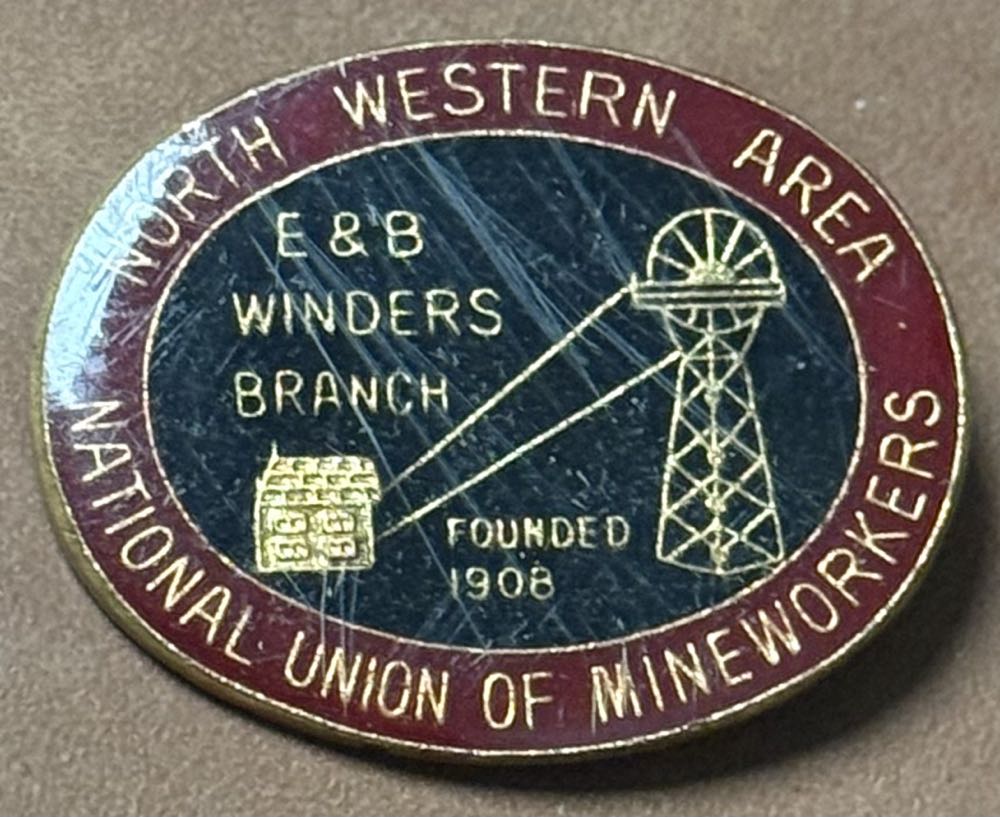 NORTH WESTERN AREA
E & B
WINDERS
BRANCH
FOUNDED
1908
NATIONAL UNION OF MINEWORKERS